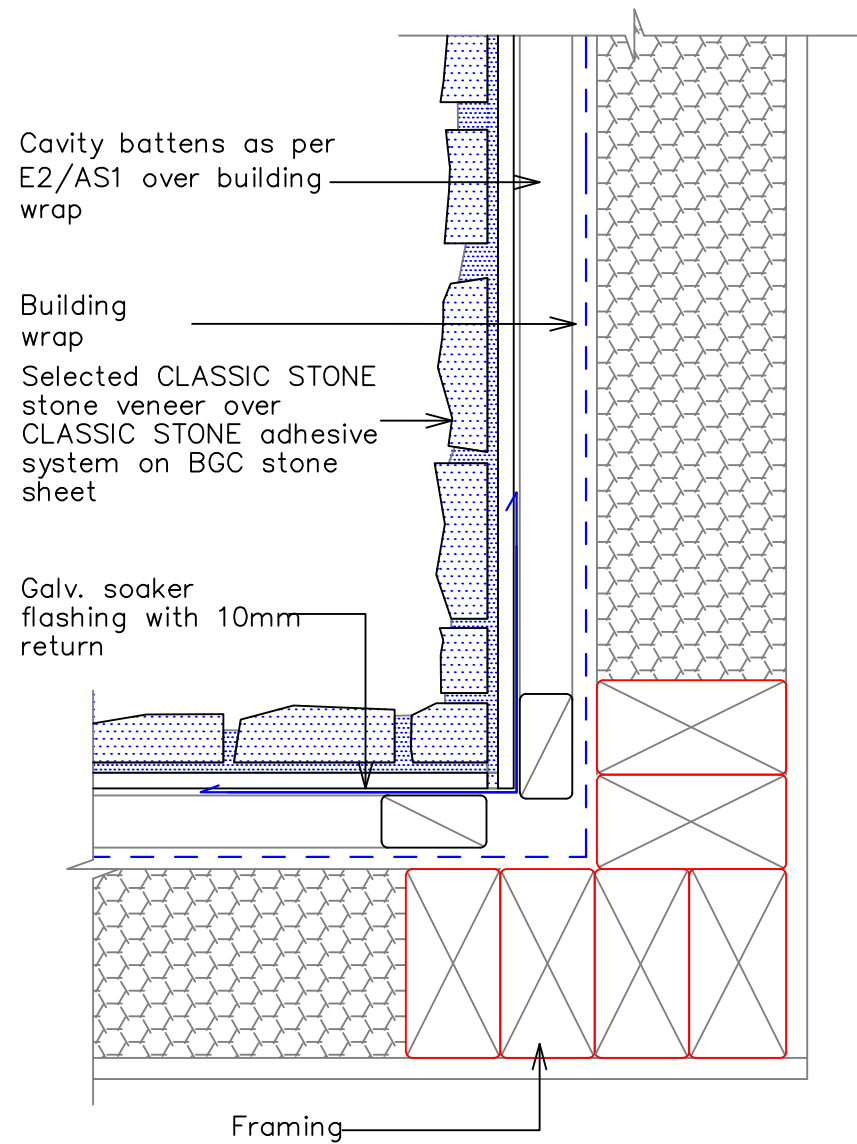 Cavity battens as per
E2/AS1 over building
wrap
Building
wrap
Selected CLASSIC STONE
stone veneer over
CLASSIC STONE adhesive
system on BGC stone
sheet
Galv. soaker
flashing with 10mm
return
Framing